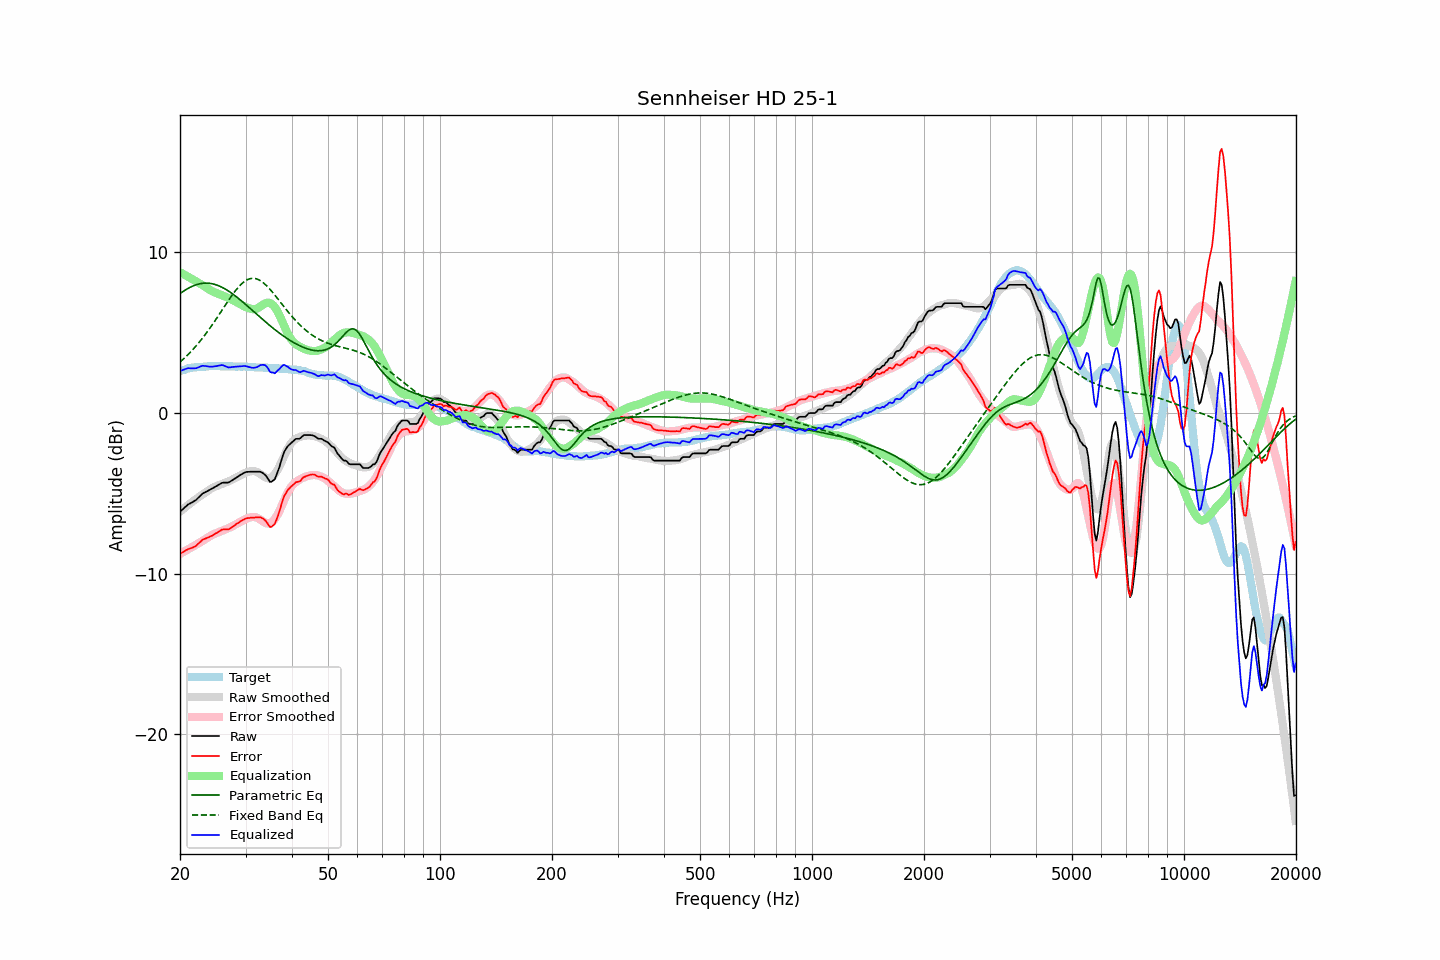 Sennheiser HD 25-1
Amplitude (dBr)
10
0
−10
−20
Target
Raw Smoothed
Error Smoothed
Raw
Error
Equalization
Parametric Eq
Fixed Band Eq
Equalized
20 50 100 200 500 1000 2000 5000 10000 20000
Frequency (Hz)